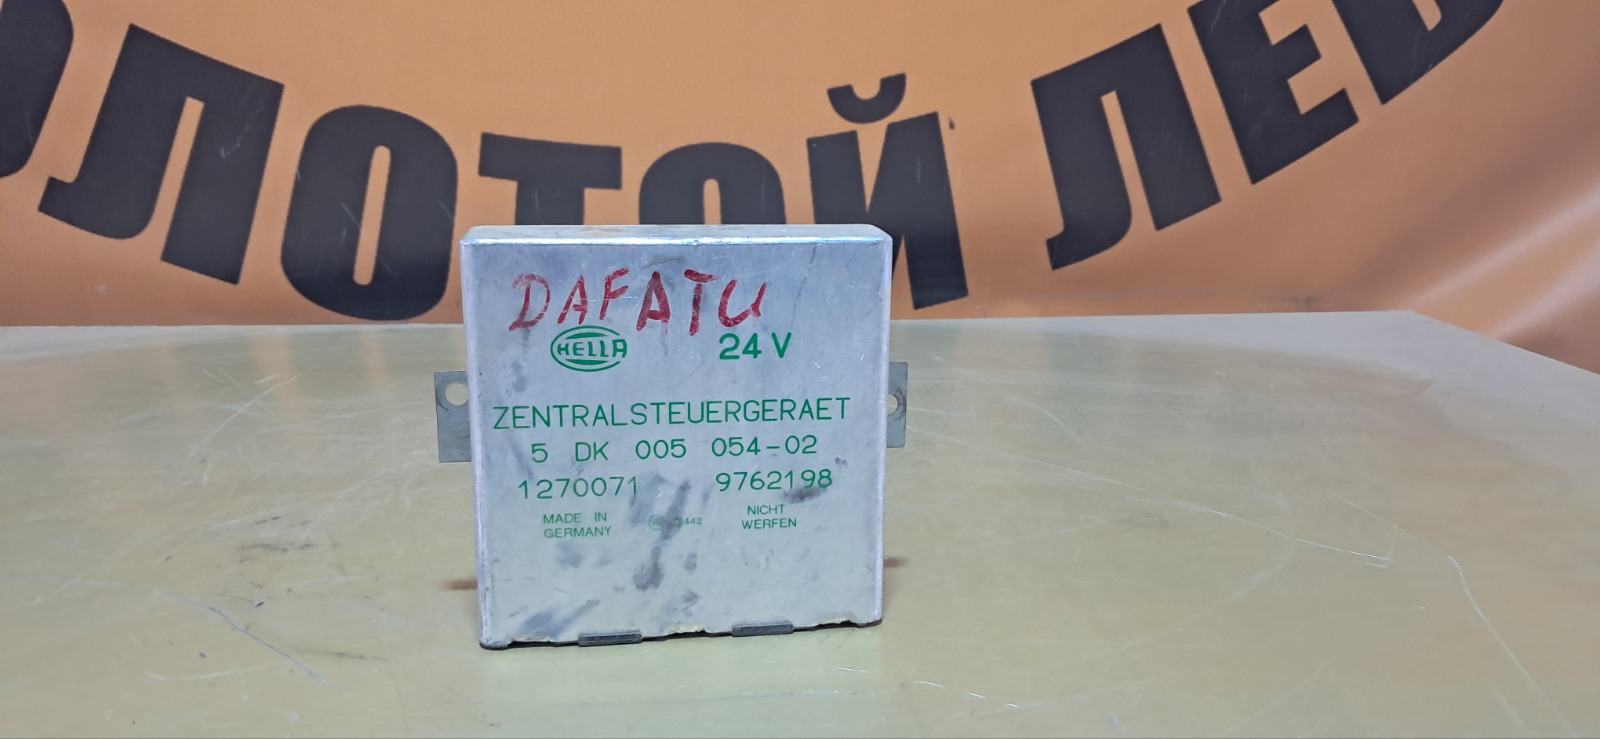 ОЛОТОЙ ЛЕВ
DAFATU
HELLA
24 V
ZENTRALSTEUERGERAET
5 DK 005 054-02
1270071 9762198
MADE IN GERMANY
NICHT WERFEN